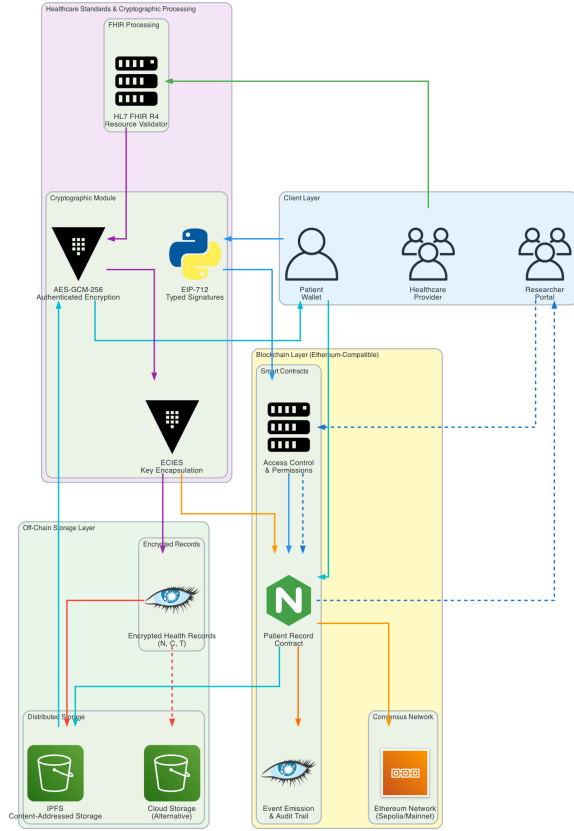 Healthcare Standards & Cryptographic Processing
FHIR Processing
HL7 FHIR R4
Resource Validator
Cryptographic Module
AES-GCM-256
Authenticated Encryption
EIP-712
Typed Signatures
ECIES
Key Encapsulation
Client Layer
Patient
Wallet
Healthcare
Provider
Researcher
Portal
Blockchain Layer (Ethereum-Compatible)
Smart Contracts
Access Control
& Permissions
Patient Record
Contract
Event Emission
& Audit Trail
Consensus Network
Ethereum Network
(Sepolia/Mainnet)
Off-Chain Storage Layer
Encrypted Records
Encrypted Health Records
(N, C, T)
Distributed Storage
IPFS
Content-Addressed Storage
Cloud Storage
(Alternative)